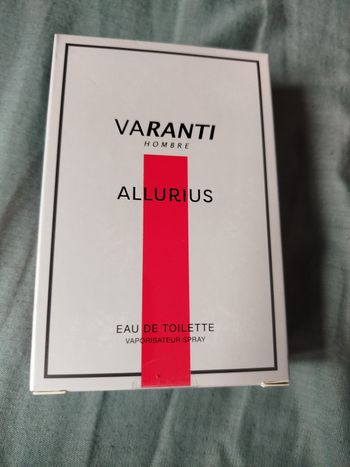 VARANTI
HOMBRE
ALLURIUS
EAU DE TOILETTE
VAPORISATEUR SPRAY